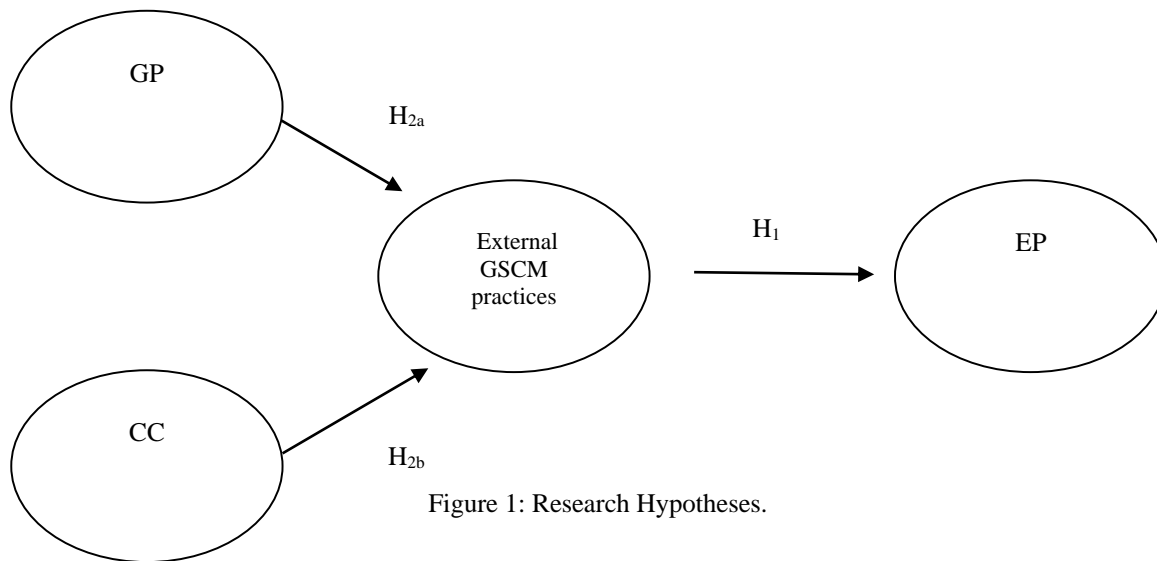 GP
H2a
External
GSCM
practices
H1
EP
CC
H2b
Figure 1: Research Hypotheses.